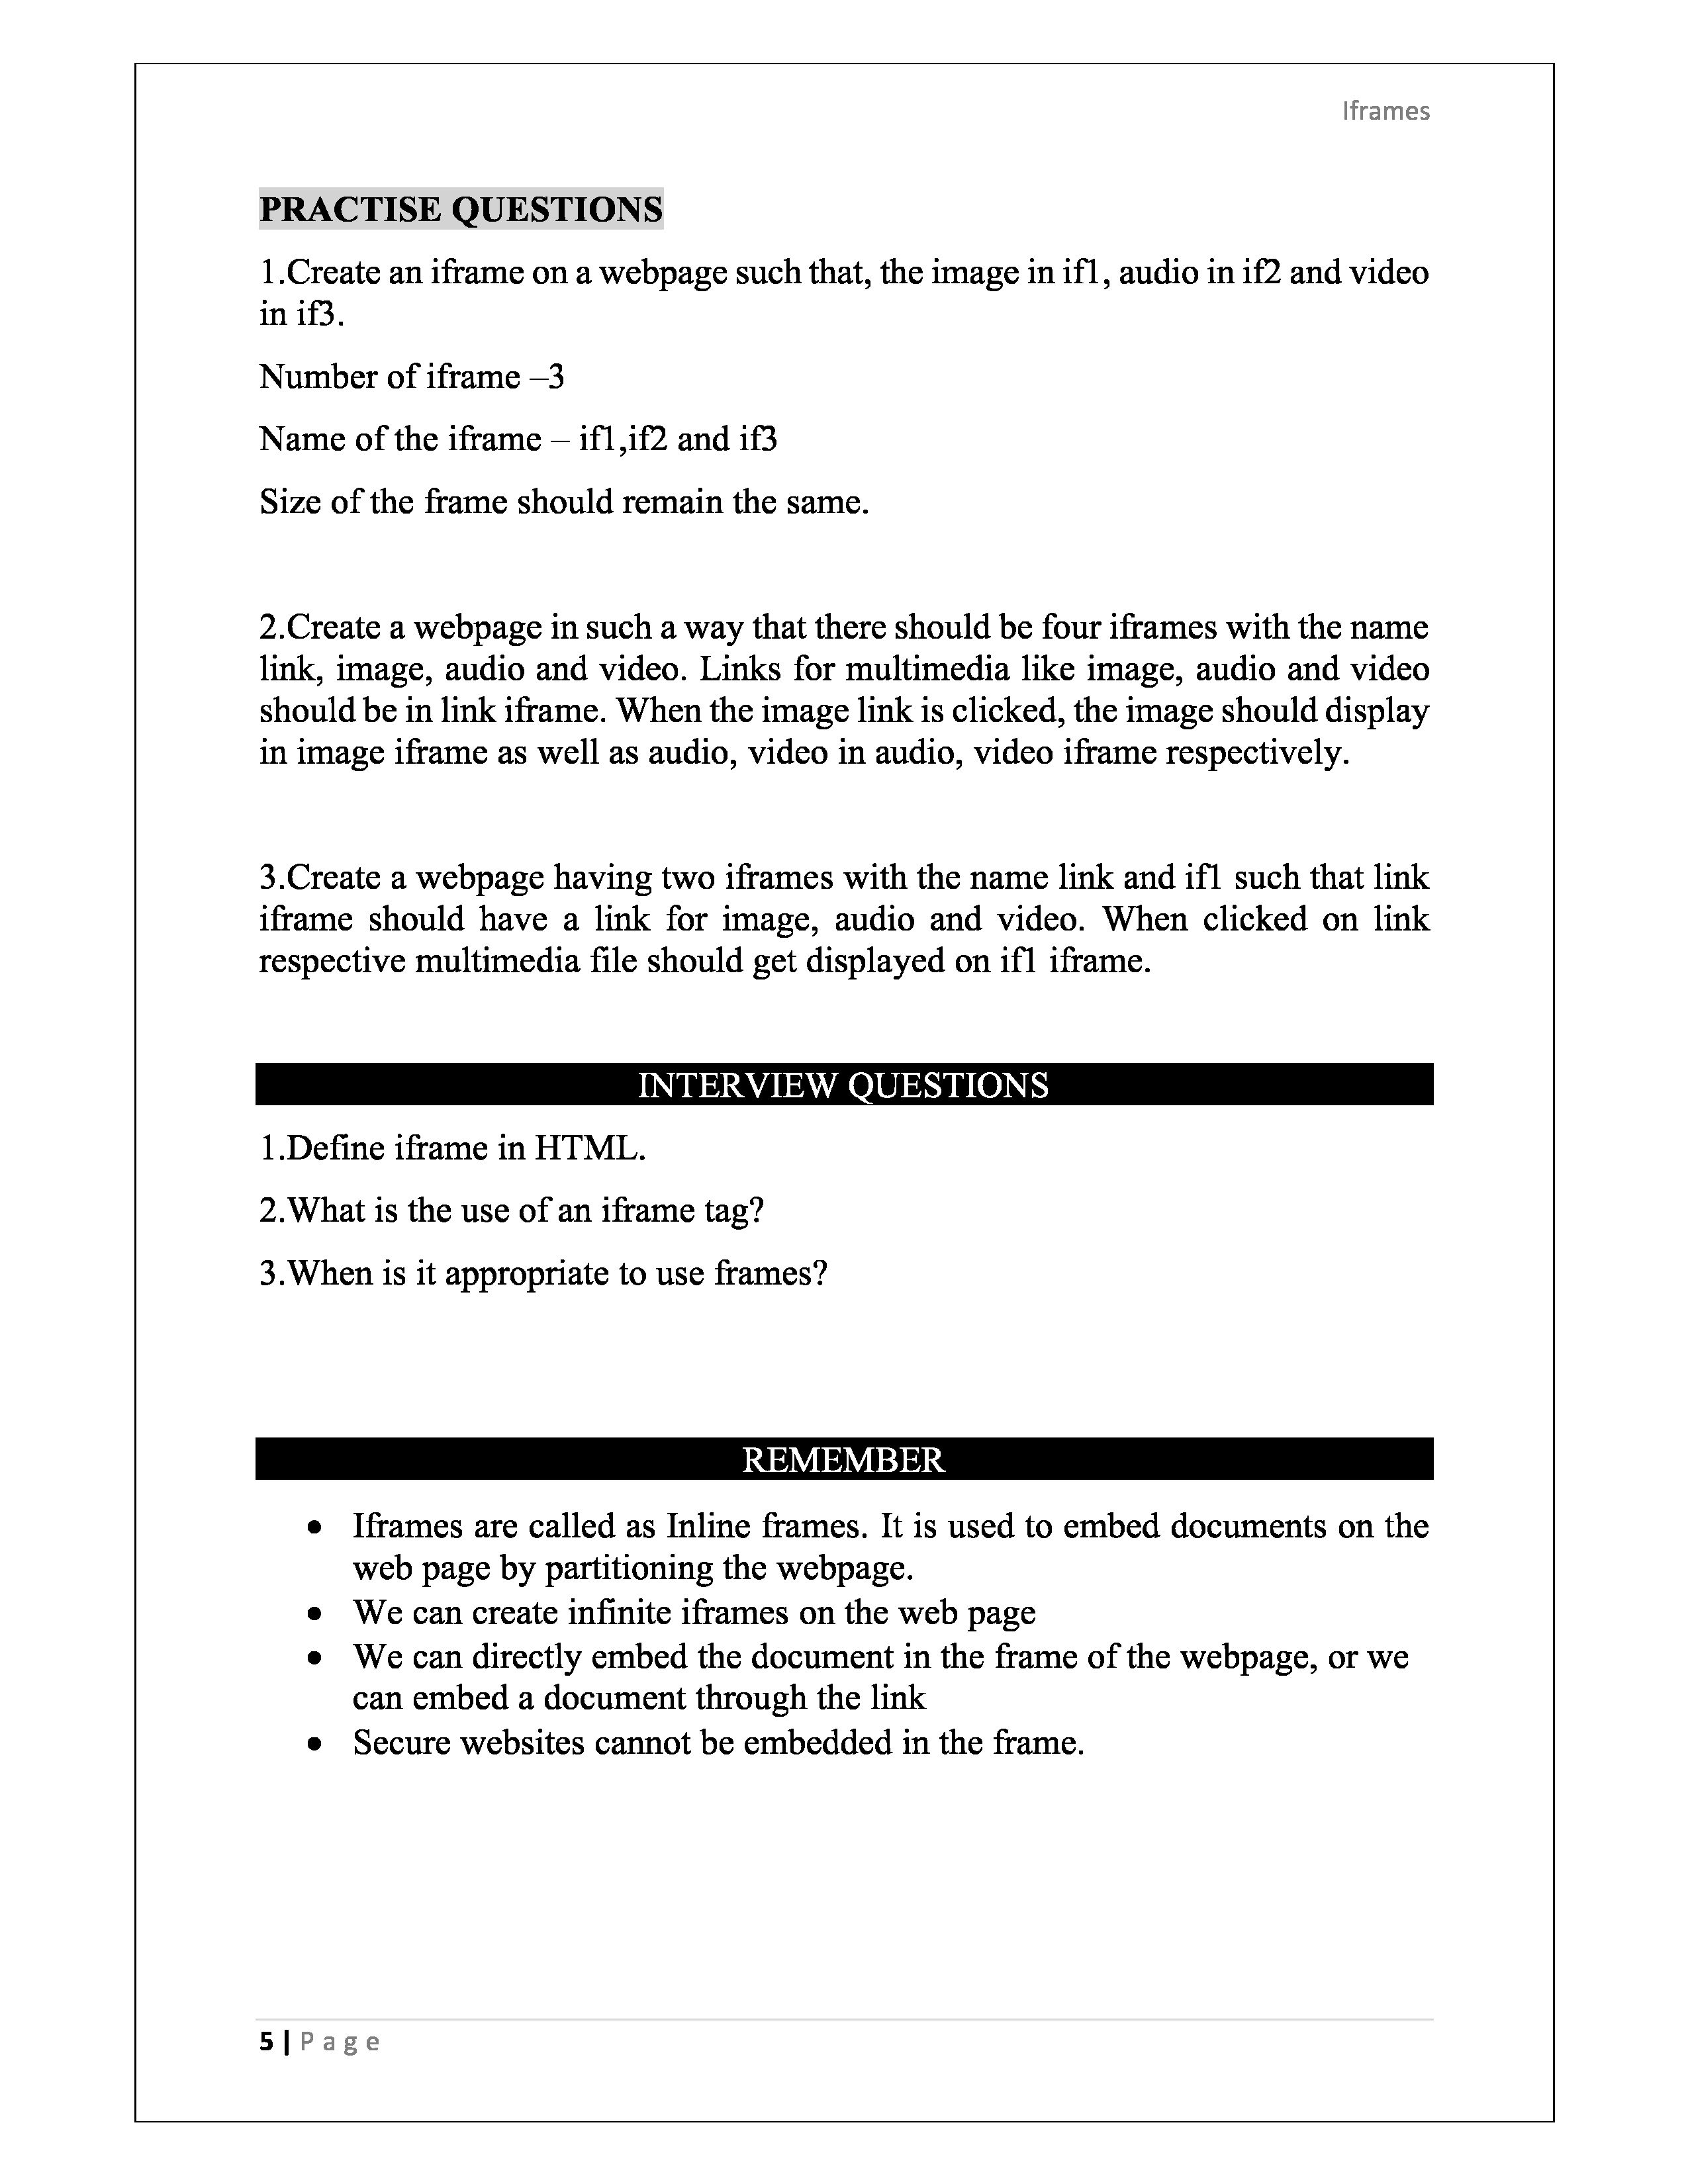 Iframes
PRACTISE QUESTIONS
1.Create an iframe on a webpage such that, the image in if1, audio in if2 and video
in if3.
Number of iframe –3
Name of the iframe – if1,if2 and if3
Size of the frame should remain the same.
2.Create a webpage in such a way that there should be four iframes with the name
link, image, audio and video. Links for multimedia like image, audio and video
should be in link iframe. When the image link is clicked, the image should display
in image iframe as well as audio, video in audio, video iframe respectively.
3.Create a webpage having two iframes with the name link and if1 such that link
iframe should have a link for image, audio and video. When clicked on link
respective multimedia file should get displayed on if1 iframe.
INTERVIEW QUESTIONS
1.Define iframe in HTML.
2.What is the use of an iframe tag?
3.When is it appropriate to use frames?
REMEMBER
• Iframes are called as Inline frames. It is used to embed documents on the
web page by partitioning the webpage.
• We can create infinite iframes on the web page
• We can directly embed the document in the frame of the webpage, or we
can embed a document through the link
• Secure websites cannot be embedded in the frame.
5 | Page